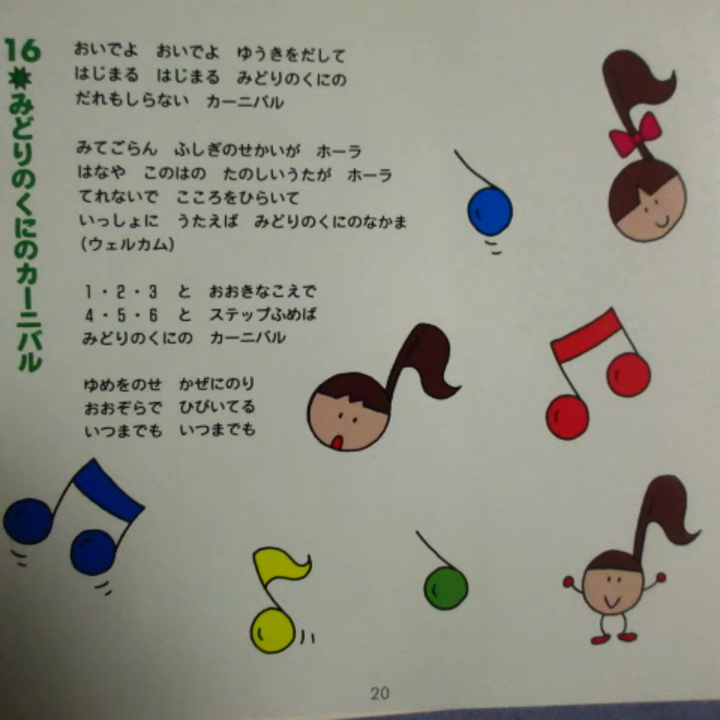 16✹みどりのくにのカーニバル
おいでよ　おいでよ　ゆうきをだして
はじまる　はじまる　みどりのくにの
だれもしらない　カーニバル
みてごらん　ふしぎのせかいが　ホーラ
はなや　このはの　たのしいうたが　ホーラ
てれないで　こころをひらいて
いっしょに　うたえば　みどりのくにのなかま
（ウェルカム）
1・2・3　と　おおきなこえで
4・5・6　と　ステップふめば
みどりのくにの　カーニバル
ゆめをのせ　かぜにのり
おおぞらで　ひびいてる
いつまでも　いつまでも
20